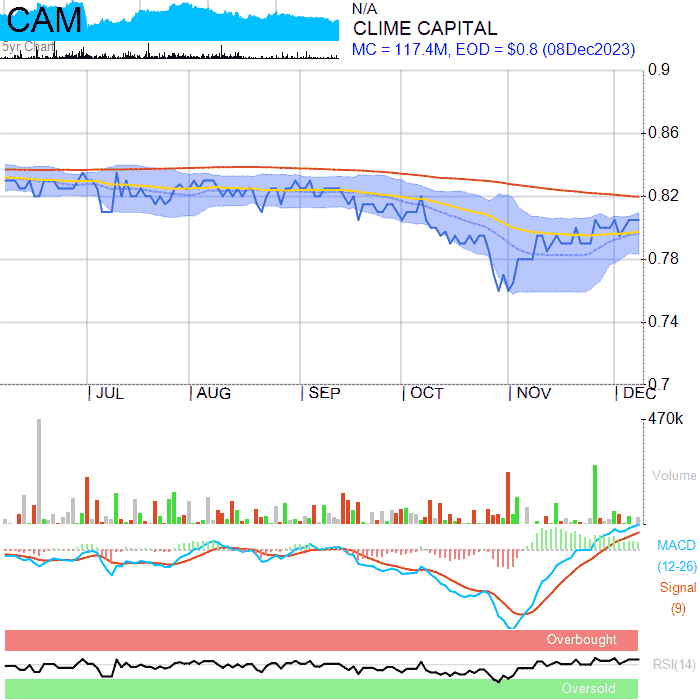 CAM
5yr Chart
N/A
CLIME CAPITAL
MC = 117.4M, EOD = $0.8 (08Dec2023)
0.9
0.86
0.82
0.78
0.74
0.7
JUL AUG SEP OCT NOV DEC
470k
Volume
MACD
(12-26)
Signal
(9)
Overbought
RSI(14)
Oversold